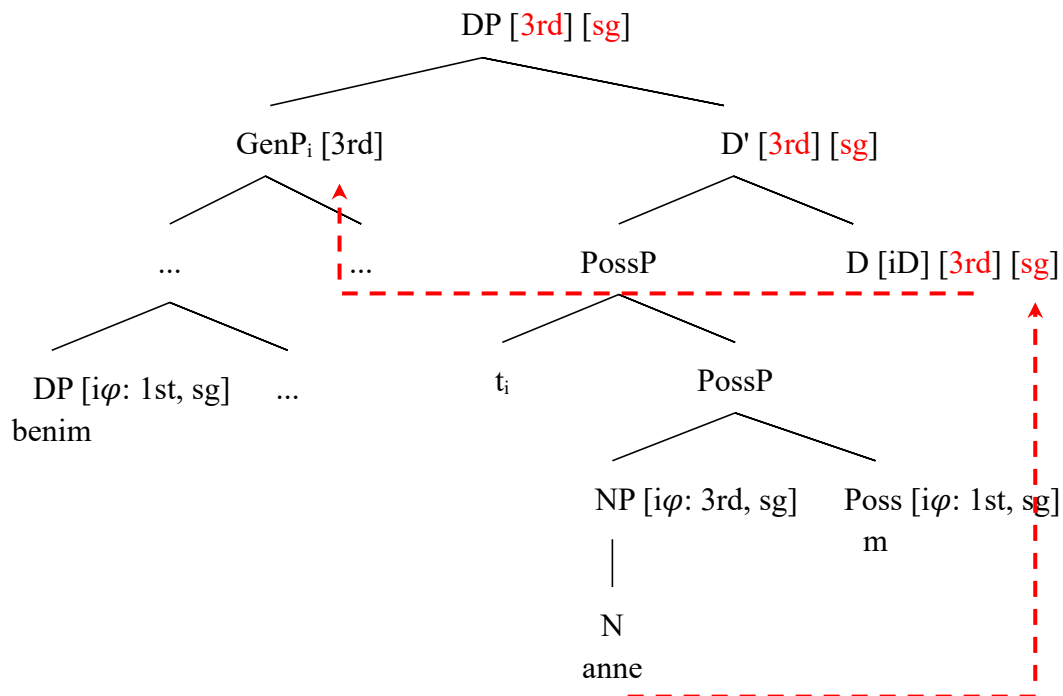 DP [3rd] [sg]
GenPᵢ [3rd] D' [3rd] [sg]
... ... PossP D [iD] [3rd] [sg]
DP [iφ: 1st, sg] ... tᵢ PossP
benim
NP [iφ: 3rd, sg] Poss [iφ: 1st, sg]
m
N
anne